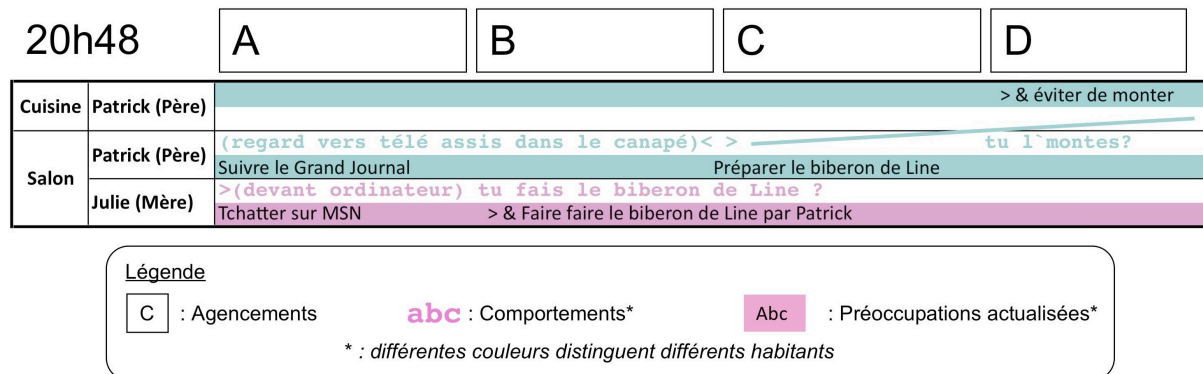 20h48 A B C D
Cuisine Patrick (Père) > & éviter de monter
Salon Patrick (Père) (regard vers télé assis dans le canapé)< > tu l`montes?
Suivre le Grand Journal Préparer le biberon de Line
Julie (Mère) >(devant ordinateur) tu fais le biberon de Line ?
Tchatter sur MSN > & Faire faire le biberon de Line par Patrick
Légende
C : Agencements abc : Comportements* Abc : Préoccupations actualisées*
* : différentes couleurs distinguent différents habitants